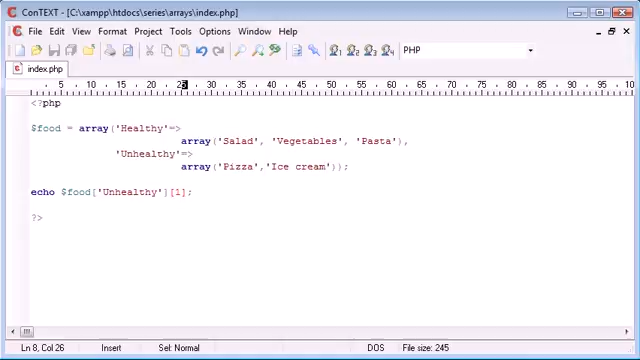 ConTEXT - [C:\xampp\htdocs\series\arrays\index.php]
File Edit View Format Project Tools Options Window Help
PHP
index.php
5 10 15 20 25 30 35 40 45 50 55 60 65 70 75 80 85 90 95 100
<?php
$food = array('Healthy'=>
array('Salad', 'Vegetables', 'Pasta'),
'Unhealthy'=>
array('Pizza','Ice cream'));
echo $food['Unhealthy'][1];
?>
Ln 8, Col 26 Insert Sel: Normal DOS File size: 245